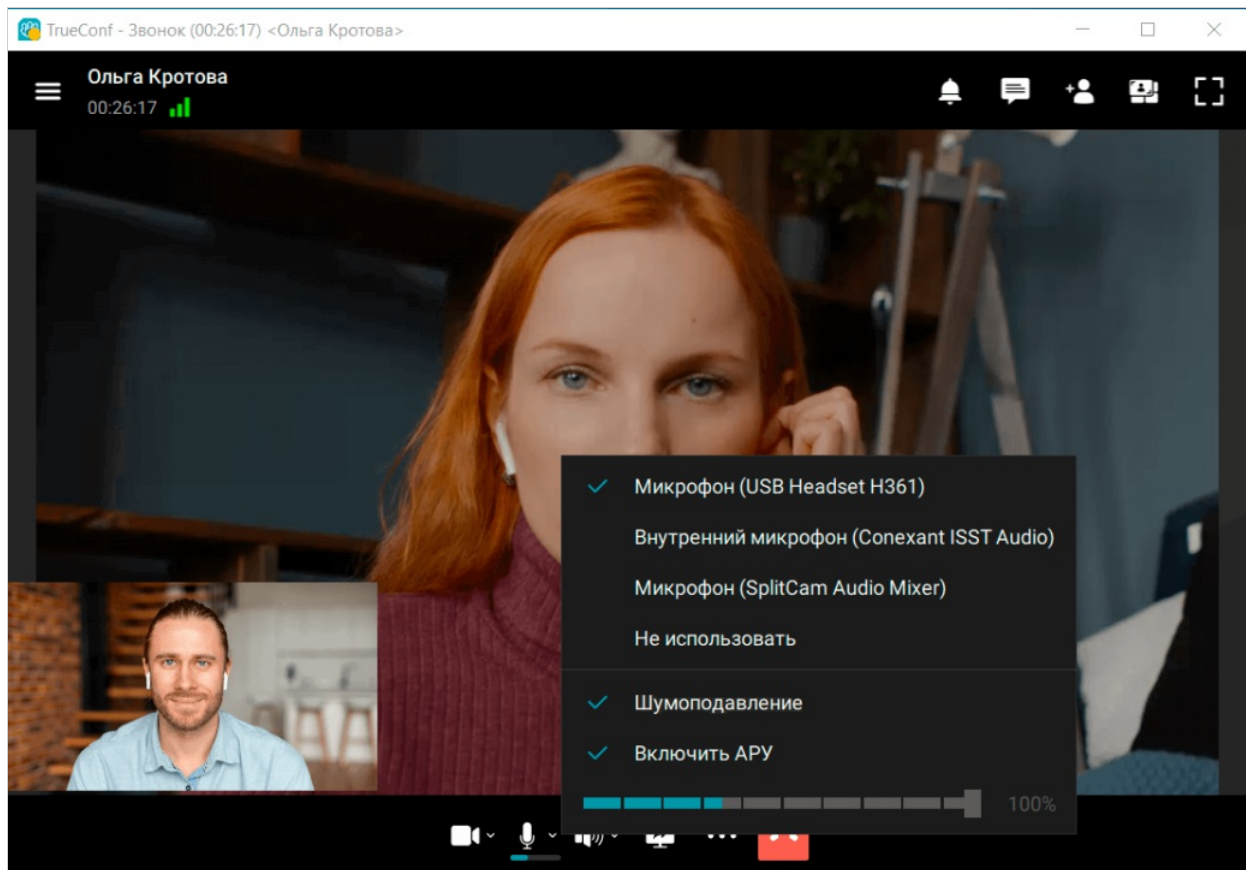 TrueConf - Звонок (00:26:17) <Ольга Кротова>
Ольга Кротова
00:26:17
Микрофон (USB Headset H361)
Внутренний микрофон (Conexant ISST Audio)
Микрофон (SplitCam Audio Mixer)
Не использовать
Шумоподавление
Включить АРУ
100%